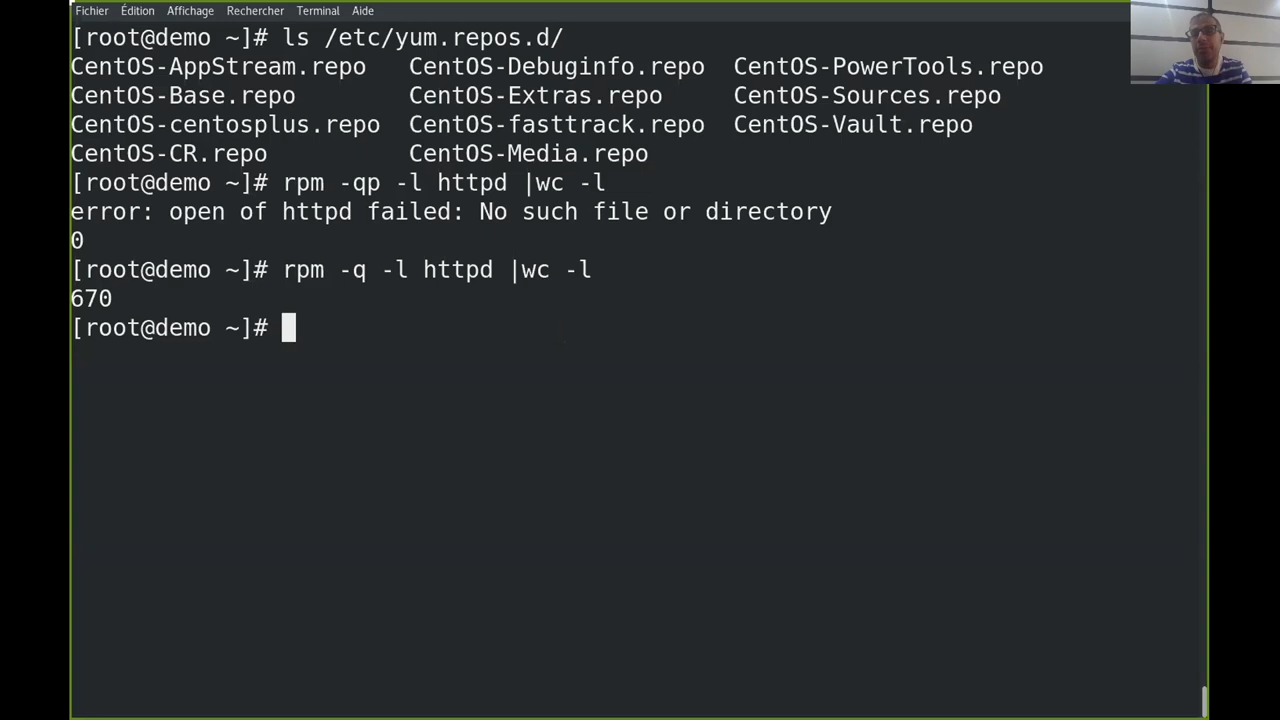 Fichier Édition Affichage Rechercher Terminal Aide
[root@demo ~]# ls /etc/yum.repos.d/
CentOS-AppStream.repo CentOS-Debuginfo.repo CentOS-PowerTools.repo
CentOS-Base.repo CentOS-Extras.repo CentOS-Sources.repo
CentOS-centosplus.repo CentOS-fasttrack.repo CentOS-Vault.repo
CentOS-CR.repo CentOS-Media.repo
[root@demo ~]# rpm -qp -l httpd |wc -l
error: open of httpd failed: No such file or directory
0
[root@demo ~]# rpm -q -l httpd |wc -l
670
[root@demo ~]#